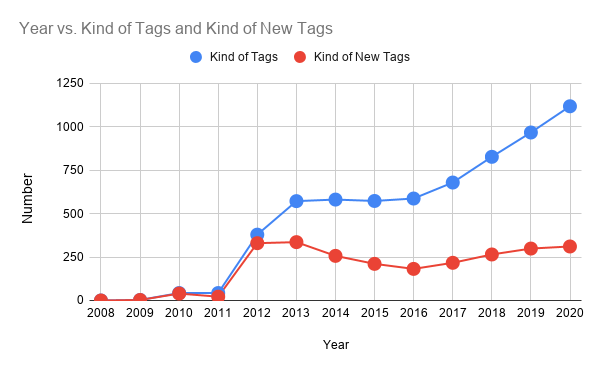 Year vs. Kind of Tags and Kind of New Tags
Kind of Tags Kind of New Tags
1250
1000
750
500
250
0
Number
2008 2009 2010 2011 2012 2013 2014 2015 2016 2017 2018 2019 2020
Year